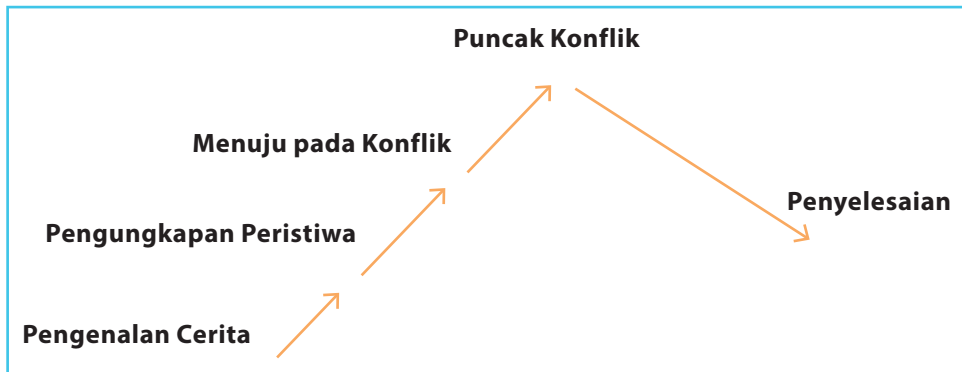 Puncak Konflik
Menuju pada Konflik
Penyelesaian
Pengungkapan Peristiwa
Pengenalan Cerita